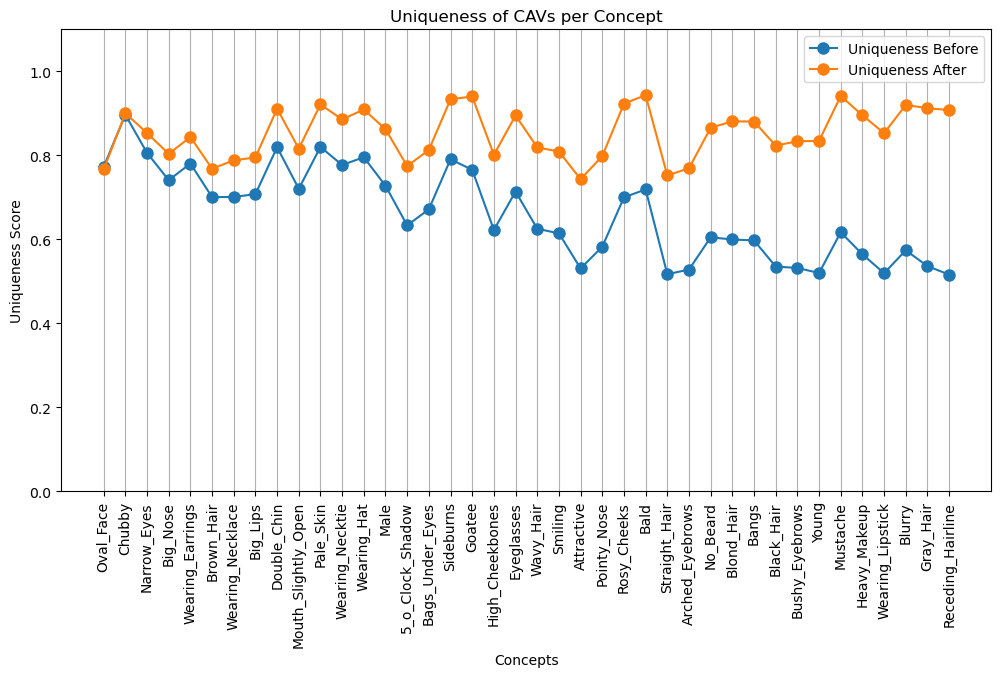 Uniqueness of CAVs per Concept
Uniqueness Before
Uniqueness After
1.0
0.8
0.6
0.4
0.2
0.0
Uniqueness Score
Oval_Face
Chubby
Narrow_Eyes
Big_Nose
Wearing_Earrings
Brown_Hair
Wearing_Necklace
Big_Lips
Double_Chin
Mouth_Slightly_Open
Pale_Skin
Wearing_Necktie
Wearing_Hat
Male
5_o_Clock_Shadow
Bags_Under_Eyes
Sideburns
Goatee
High_Cheekbones
Eyeglasses
Wavy_Hair
Smiling
Attractive
Pointy_Nose
Rosy_Cheeks
Bald
Straight_Hair
Arched_Eyebrows
No_Beard
Blond_Hair
Bangs
Black_Hair
Bushy_Eyebrows
Young
Mustache
Heavy_Makeup
Wearing_Lipstick
Blurry
Gray_Hair
Receding_Hairline
Concepts